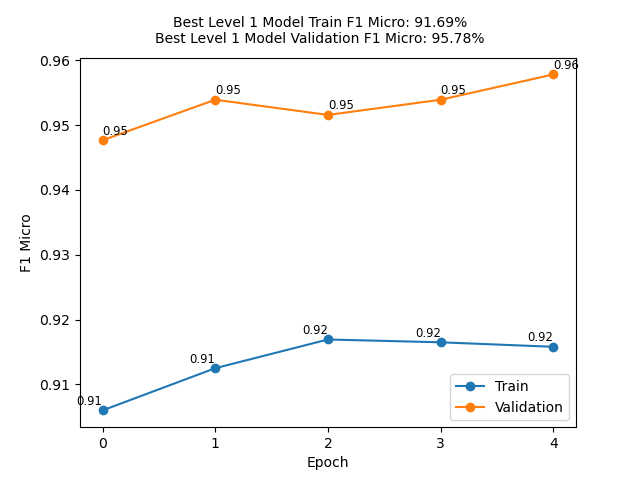 Best Level 1 Model Train F1 Micro: 91.69%
Best Level 1 Model Validation F1 Micro: 95.78%
0.96
0.96
0.95
0.95
0.95
0.95
0.95
0.94
0.93
0.92
0.92
0.92
0.92
0.91
0.91
0.91
F1 Micro
Train
Validation
0 1 2 3 4
Epoch